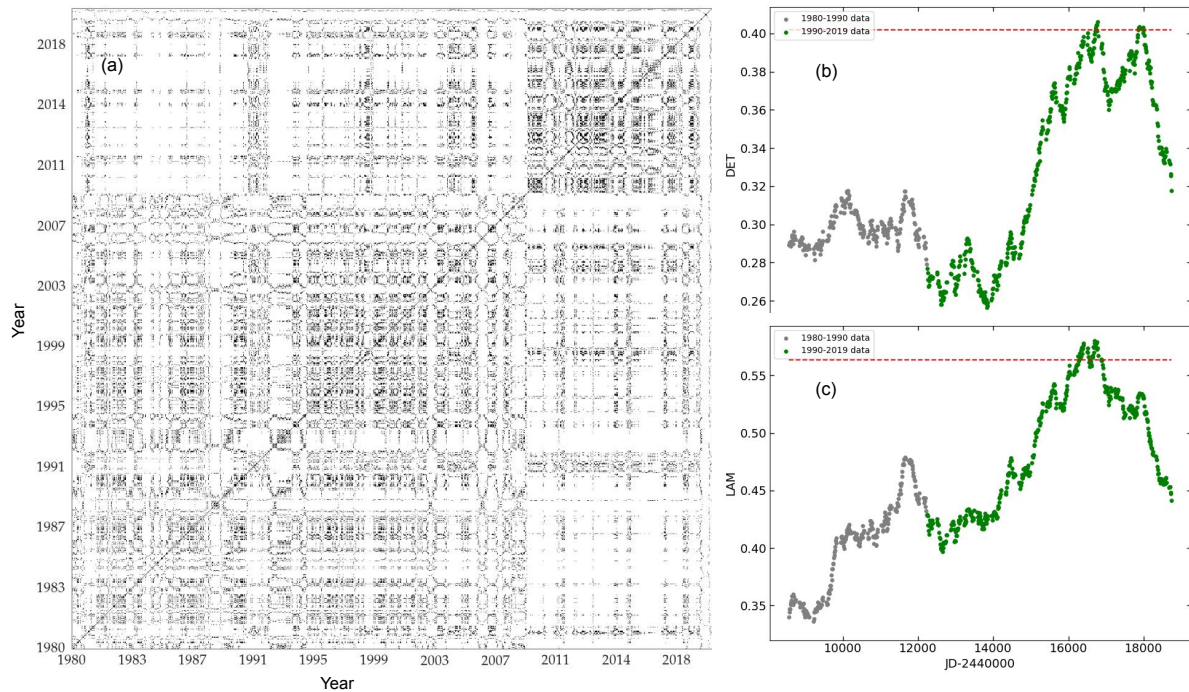 (a)
2018
2014
2011
2007
2003
1999
1995
1991
1987
1983
1980
Year
1980 1983 1987 1991 1995 1999 2003 2007 2011 2014 2018
Year
1980-1990 data
1990-2019 data
(b)
0.40
0.38
0.36
0.34
0.32
0.30
0.28
0.26
DET
1980-1990 data
1990-2019 data
(c)
0.55
0.50
0.45
0.40
0.35
LAM
10000 12000 14000 16000 18000
JD-2440000